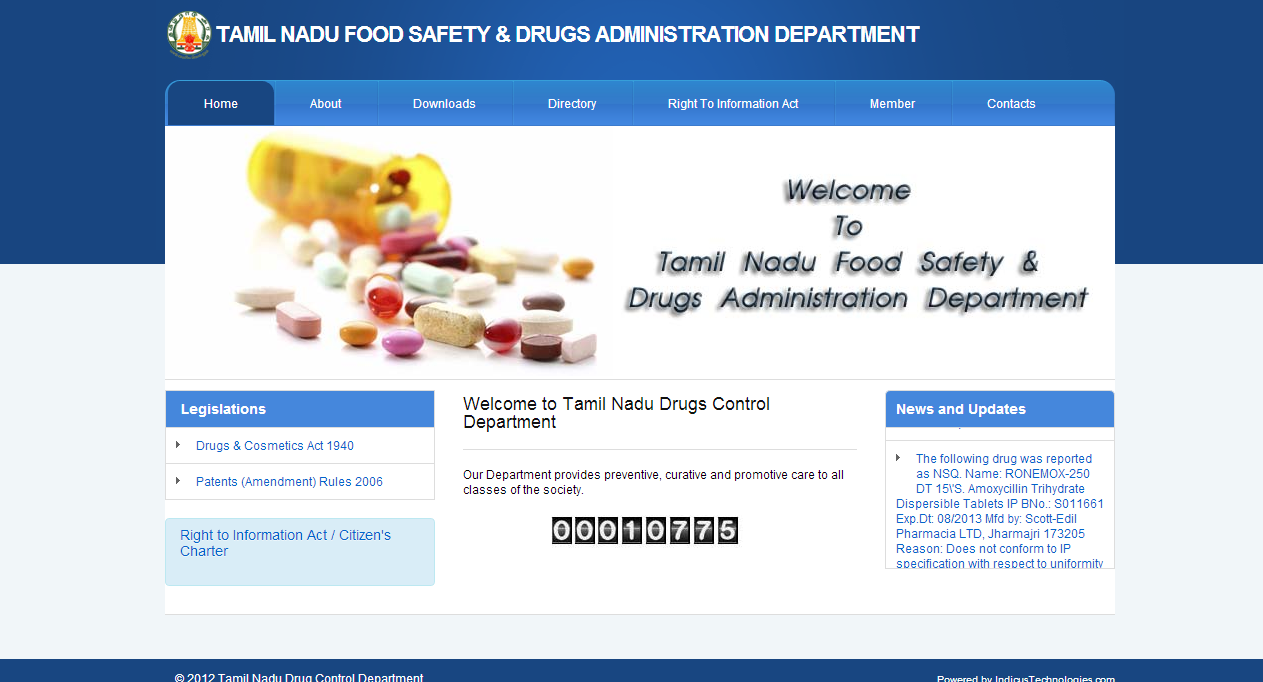 TAMIL NADU FOOD SAFETY & DRUGS ADMINISTRATION DEPARTMENT
Home About Downloads Directory Right To Information Act Member Contacts
Welcome
To
Tamil Nadu Food Safety &
Drugs Administration Department
Legislations
Drugs & Cosmetics Act 1940
Patents (Amendment) Rules 2006
Right to Information Act / Citizen's
Charter
Welcome to Tamil Nadu Drugs Control
Department
Our Department provides preventive, curative and promotive care to all
classes of the society.
00010775
News and Updates
The following drug was reported
as NSQ. Name: RONEMOX-250
DT 15\'S. Amoxycillin Trihydrate
Dispersible Tablets IP BNo.: S011661
Exp.Dt: 08/2013 Mfd by: Scott-Edil
Pharmacia LTD, Jharmajri 173205
Reason: Does not conform to IP
specification with respect to uniformity
© 2012 Tamil Nadu Drug Control Department
Powered by IndicusTechnologies.com